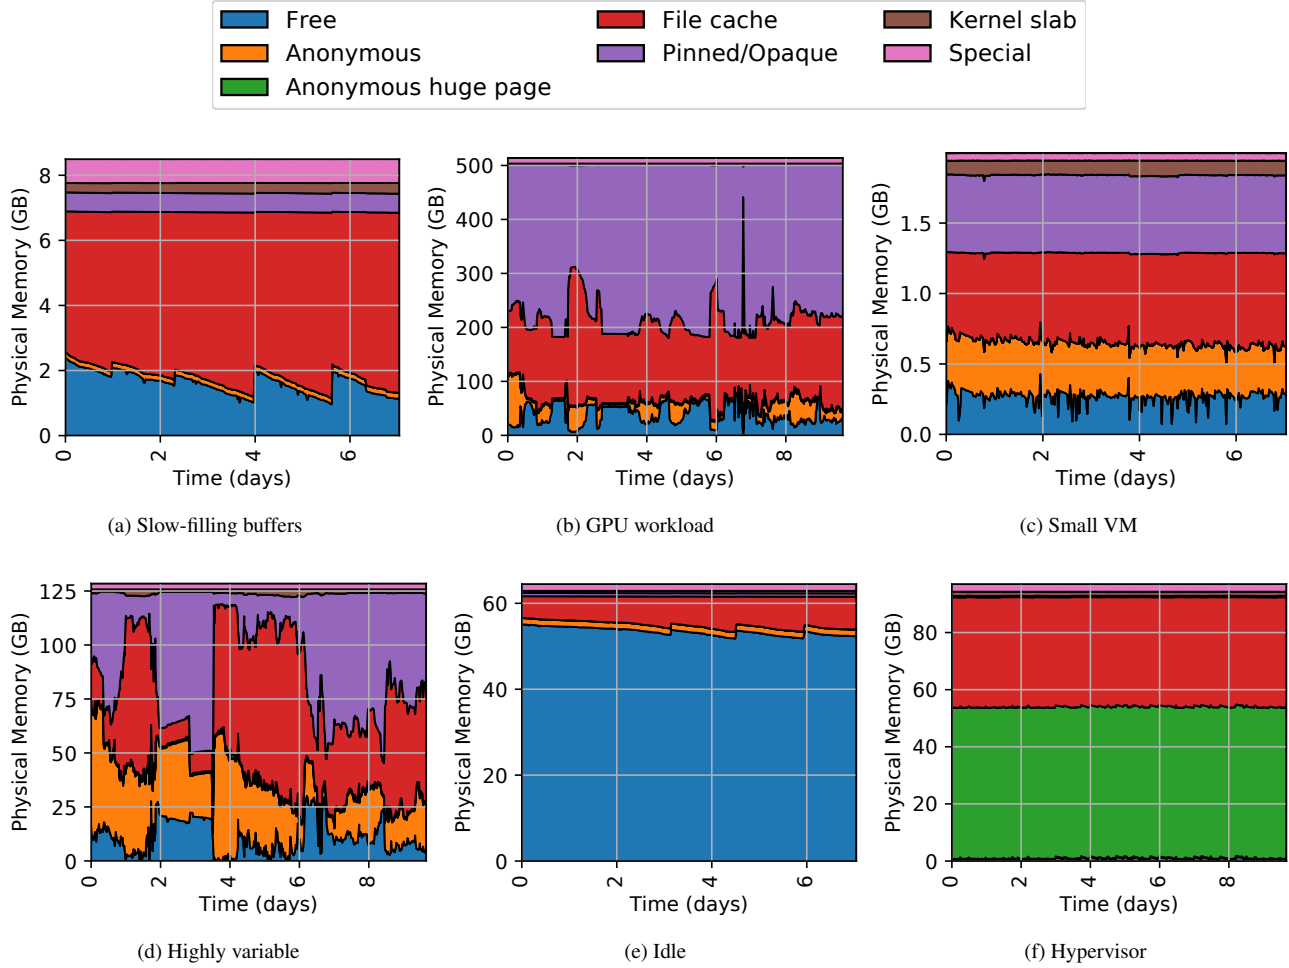 Free
File cache
Kernel slab
Anonymous
Pinned/Opaque
Special
Anonymous huge page
Physical Memory (GB)
8
6
4
2
0
0 2 4 6
Time (days)
(a) Slow-filling buffers
Physical Memory (GB)
500
400
300
200
100
0
0 2 4 6 8
Time (days)
(b) GPU workload
Physical Memory (GB)
1.5
1.0
0.5
0.0
0 2 4 6
Time (days)
(c) Small VM
Physical Memory (GB)
125
100
75
50
25
0
0 2 4 6 8
Time (days)
(d) Highly variable
Physical Memory (GB)
60
40
20
0
0 2 4 6
Time (days)
(e) Idle
Physical Memory (GB)
80
60
40
20
0
0 2 4 6 8
Time (days)
(f) Hypervisor